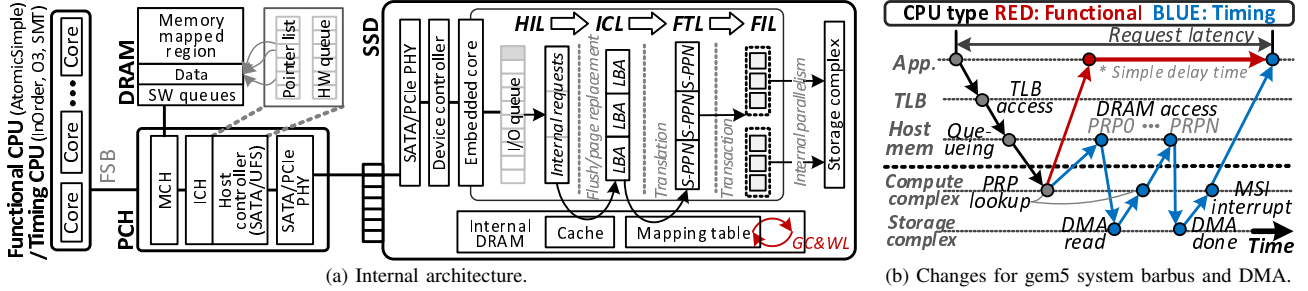 Functional CPU (AtomicSimple)
/ Timing CPU (InOrder, O3, SMT)
Core
Core
Core
FSB
DRAM
Memory
mapped
region
Data
SW queues
Pointer list
HW queue
PCH
MCH
ICH
Host
controller
(SATA/UFS)
SATA/PCIe
PHY
SSD
SATA/PCIe PHY
Device controller
Embedded core
HIL
ICL
FTL
FIL
I/O queue
Internal requests
Flush/page replacement
LBA
LBA
LBA
Translation
S-PPN
S-PPN
S-PPN
Transaction
Internal parallelism
Storage complex
Internal
DRAM
Cache
Mapping table
GC&WL
(a) Internal architecture.
CPU type RED: Functional BLUE: Timing
Request latency
App.
* Simple delay time
TLB
TLB
access
DRAM access
Host
mem
Que-
ueing
PRP0 ••• PRPN
Compute
complex
PRP
lookup
MSI
interrupt
Storage
complex
DMA
read
DMA
done
Time
(b) Changes for gem5 system barbus and DMA.